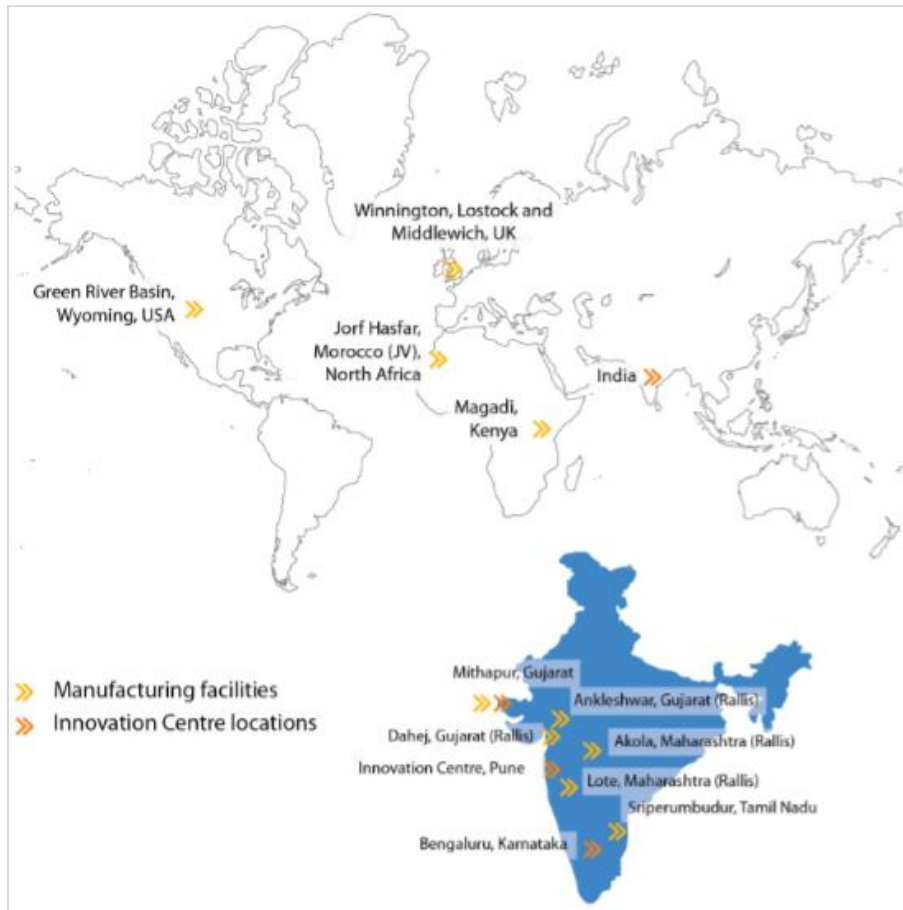 Winnington, Lostock and
Middlewich, UK
Green River Basin,
Wyoming, USA
Jorf Hasfar,
Morocco (JV),
North Africa
India
Magadi,
Kenya
Manufacturing facilities
Innovation Centre locations
Mithapur, Gujarat
Ankleshwar, Gujarat (Rallis)
Dahej, Gujarat (Rallis)
Akola, Maharashtra (Rallis)
Innovation Centre, Pune
Lote, Maharashtra (Rallis)
Sriperumbudur, Tamil Nadu
Bengaluru, Karnataka